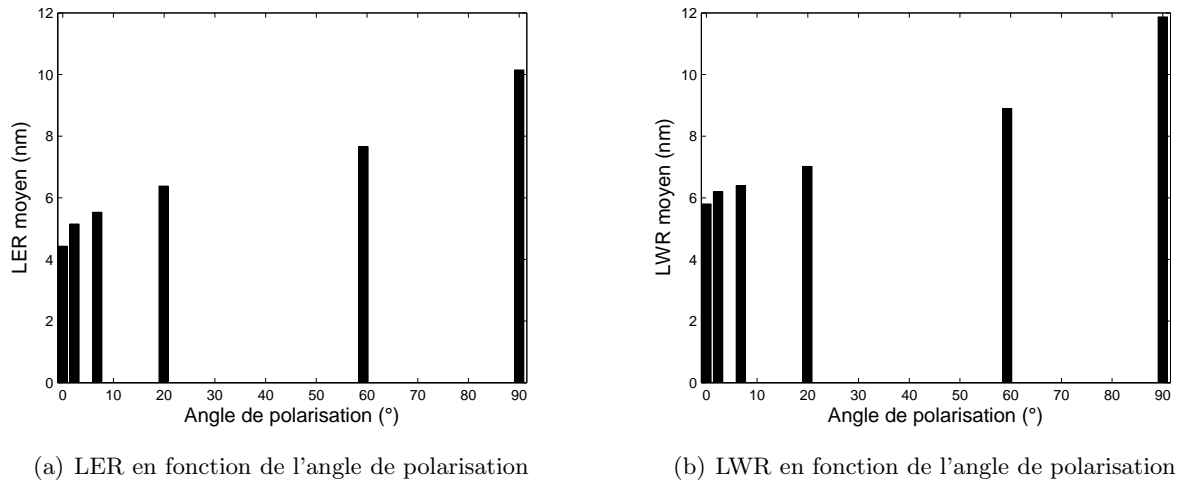 12
10
8
6
4
2
0
LER moyen (nm)
0 10 20 30 40 50 60 70 80 90
Angle de polarisation (°)
(a) LER en fonction de l'angle de polarisation
12
10
8
6
4
2
0
LWR moyen (nm)
0 10 20 30 40 50 60 70 80 90
Angle de polarisation (°)
(b) LWR en fonction de l'angle de polarisation